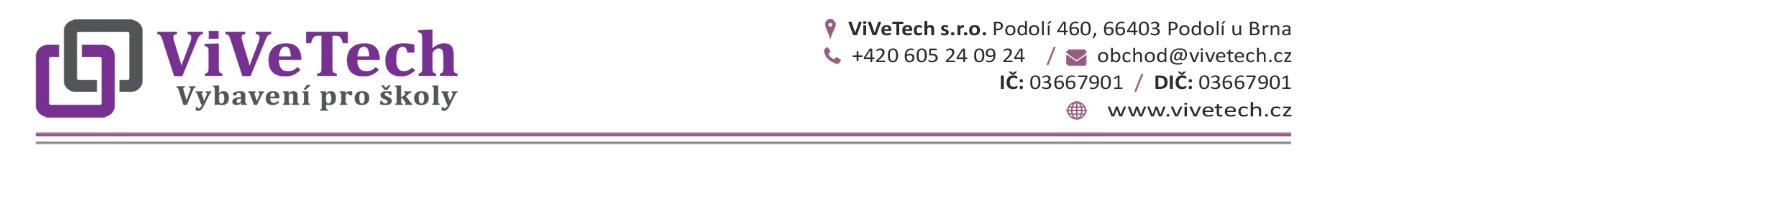 ViVeTech
Vybavení pro školy
ViVeTech s.r.o. Podolí 460, 66403 Podolí u Brna
+420 605 24 09 24 / obchod@vivetech.cz
IČ: 03667901 / DIČ: 03667901
www.vivetech.cz